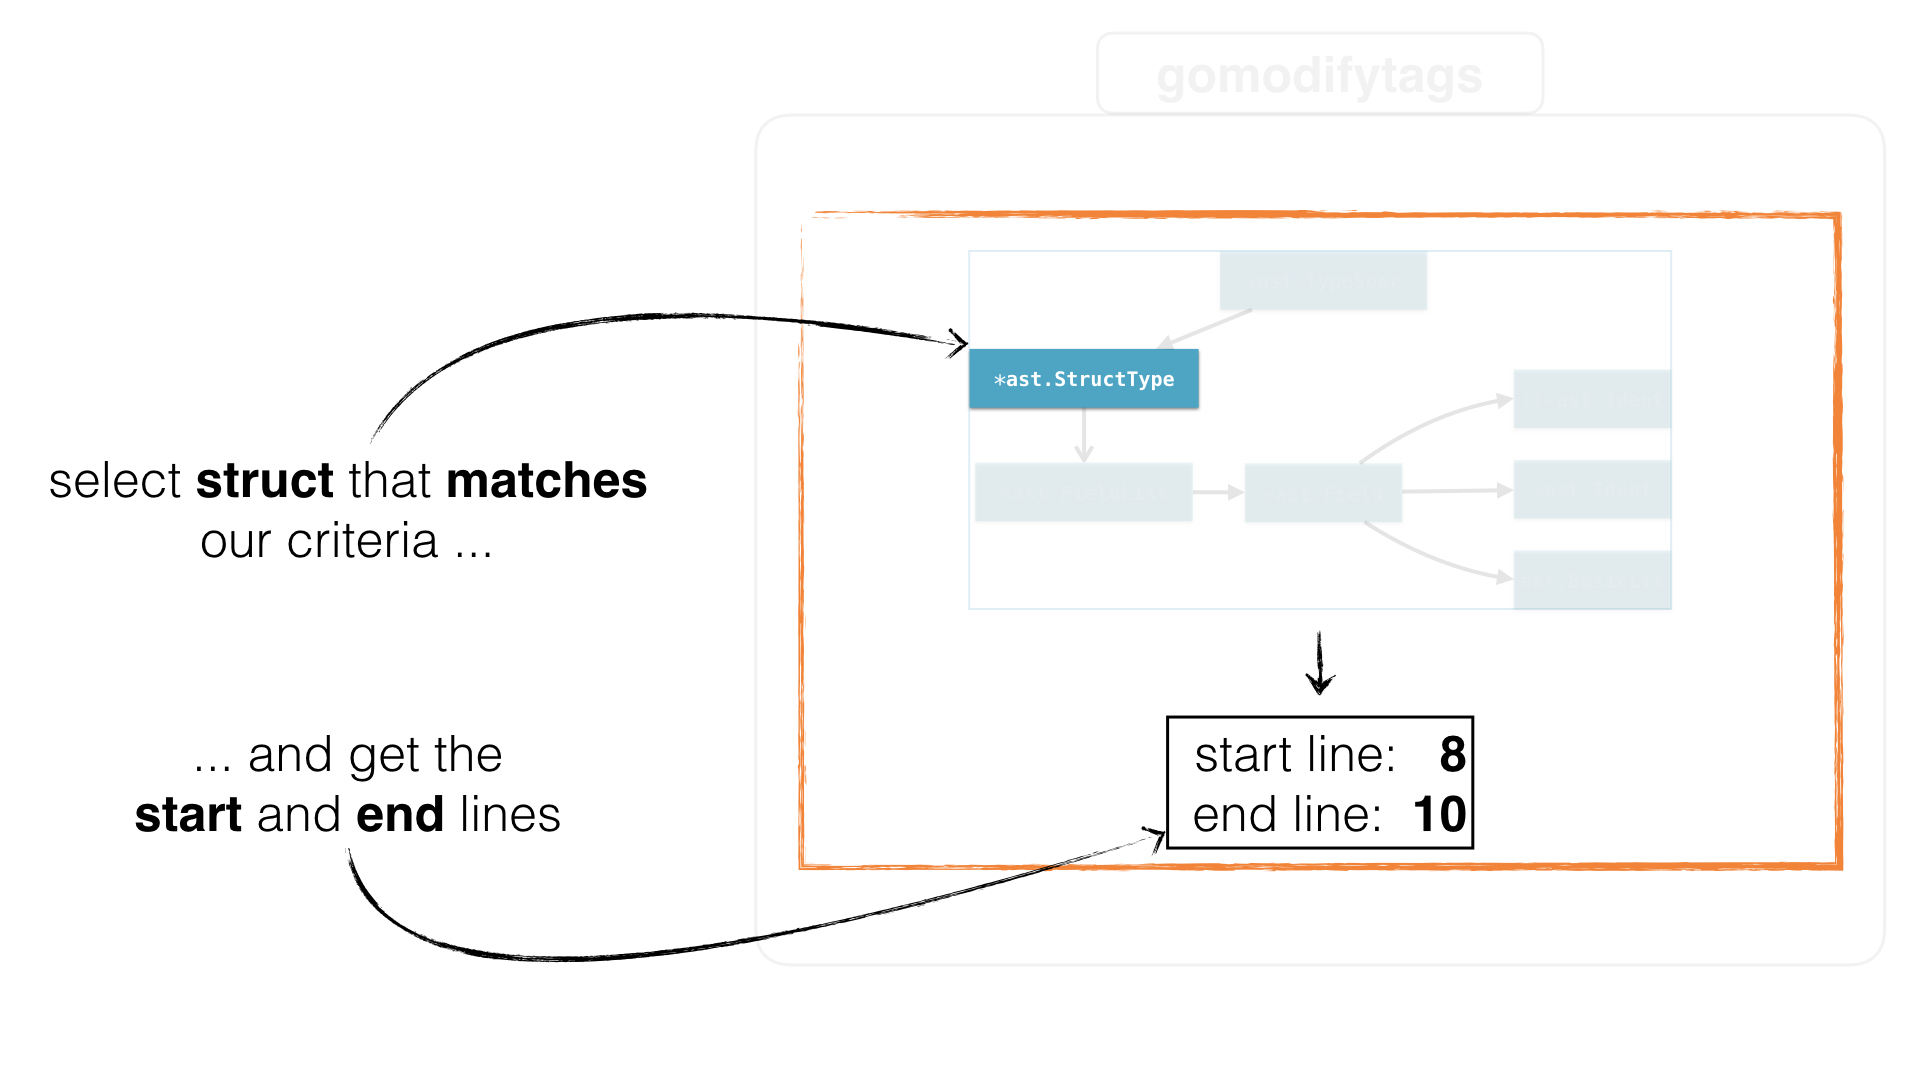 gomodifytags
*ast.StructType
select struct that matches
our criteria ...
... and get the
start and end lines
start line: 8
end line: 10